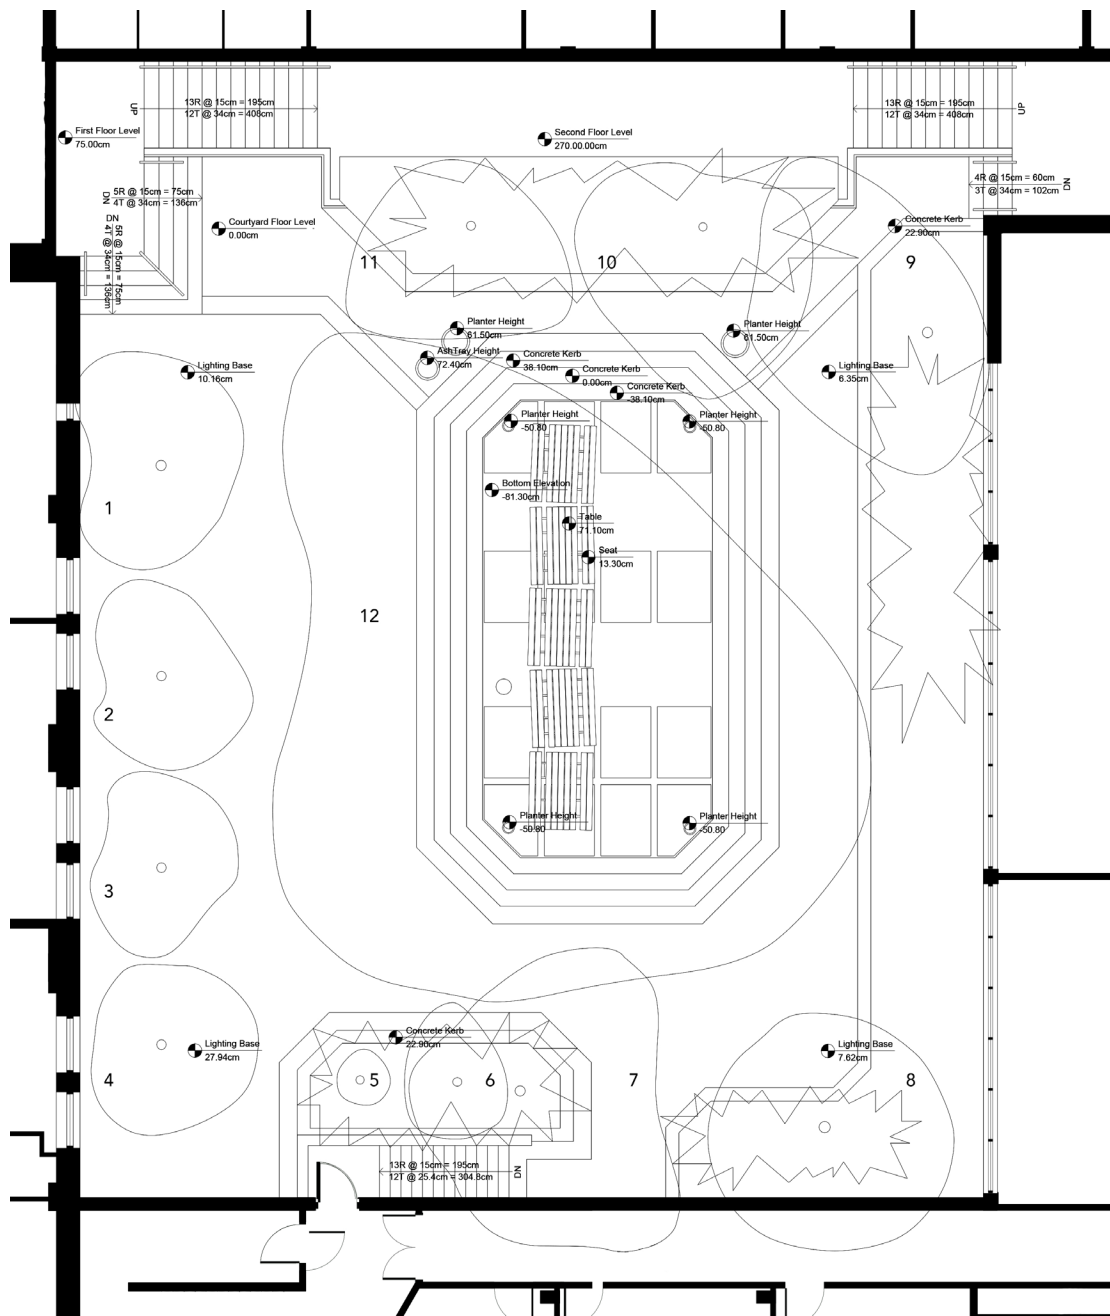 13R @ 15cm = 195cm
12T @ 34cm = 408cm
UP
13R @ 15cm = 195cm
12T @ 34cm = 408cm
UP
First Floor Level
75.00cm
Second Floor Level
270.00.00cm
5R @ 15cm = 75cm
4T @ 34cm = 136cm
DN
4R @ 15cm = 60cm
3T @ 34cm = 102cm
DN
DN
5R @ 15cm = 75cm
4T @ 34cm = 136cm
Courtyard Floor Level
0.00cm
Concrete Kerb
22.90cm
11
10
9
Planter Height
61.50cm
Planter Height
61.50cm
AshTray Height
72.40cm
Concrete Kerb
38.10cm
Concrete Kerb
0.00cm
Concrete Kerb
-38.10cm
Lighting Base
10.16cm
Lighting Base
6.35cm
Planter Height
-50.80
Planter Height
-50.80
Bottom Elevation
-81.30cm
1
Table
71.10cm
Seat
13.30cm
12
2
Planter Height
-50.80
Planter Height
-50.80
3
Concrete Kerb
22.90cm
Lighting Base
27.94cm
Lighting Base
7.62cm
4
5
6
7
8
13R @ 15cm = 195cm
12T @ 25.4cm = 304.8cm
DN